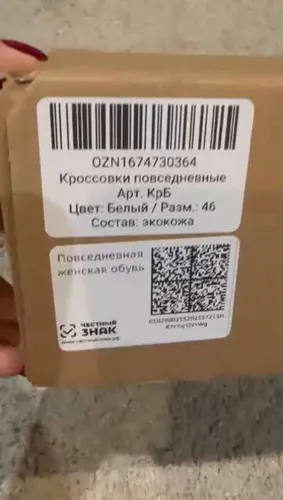 OZN1674730364
Кроссовки повседневные
Арт. КрБ
Цвет: Белый / Разм.: 46
Состав: экокожа
Повседневная
женская обувь
ЧЕСТНЫЙ
ЗНАК